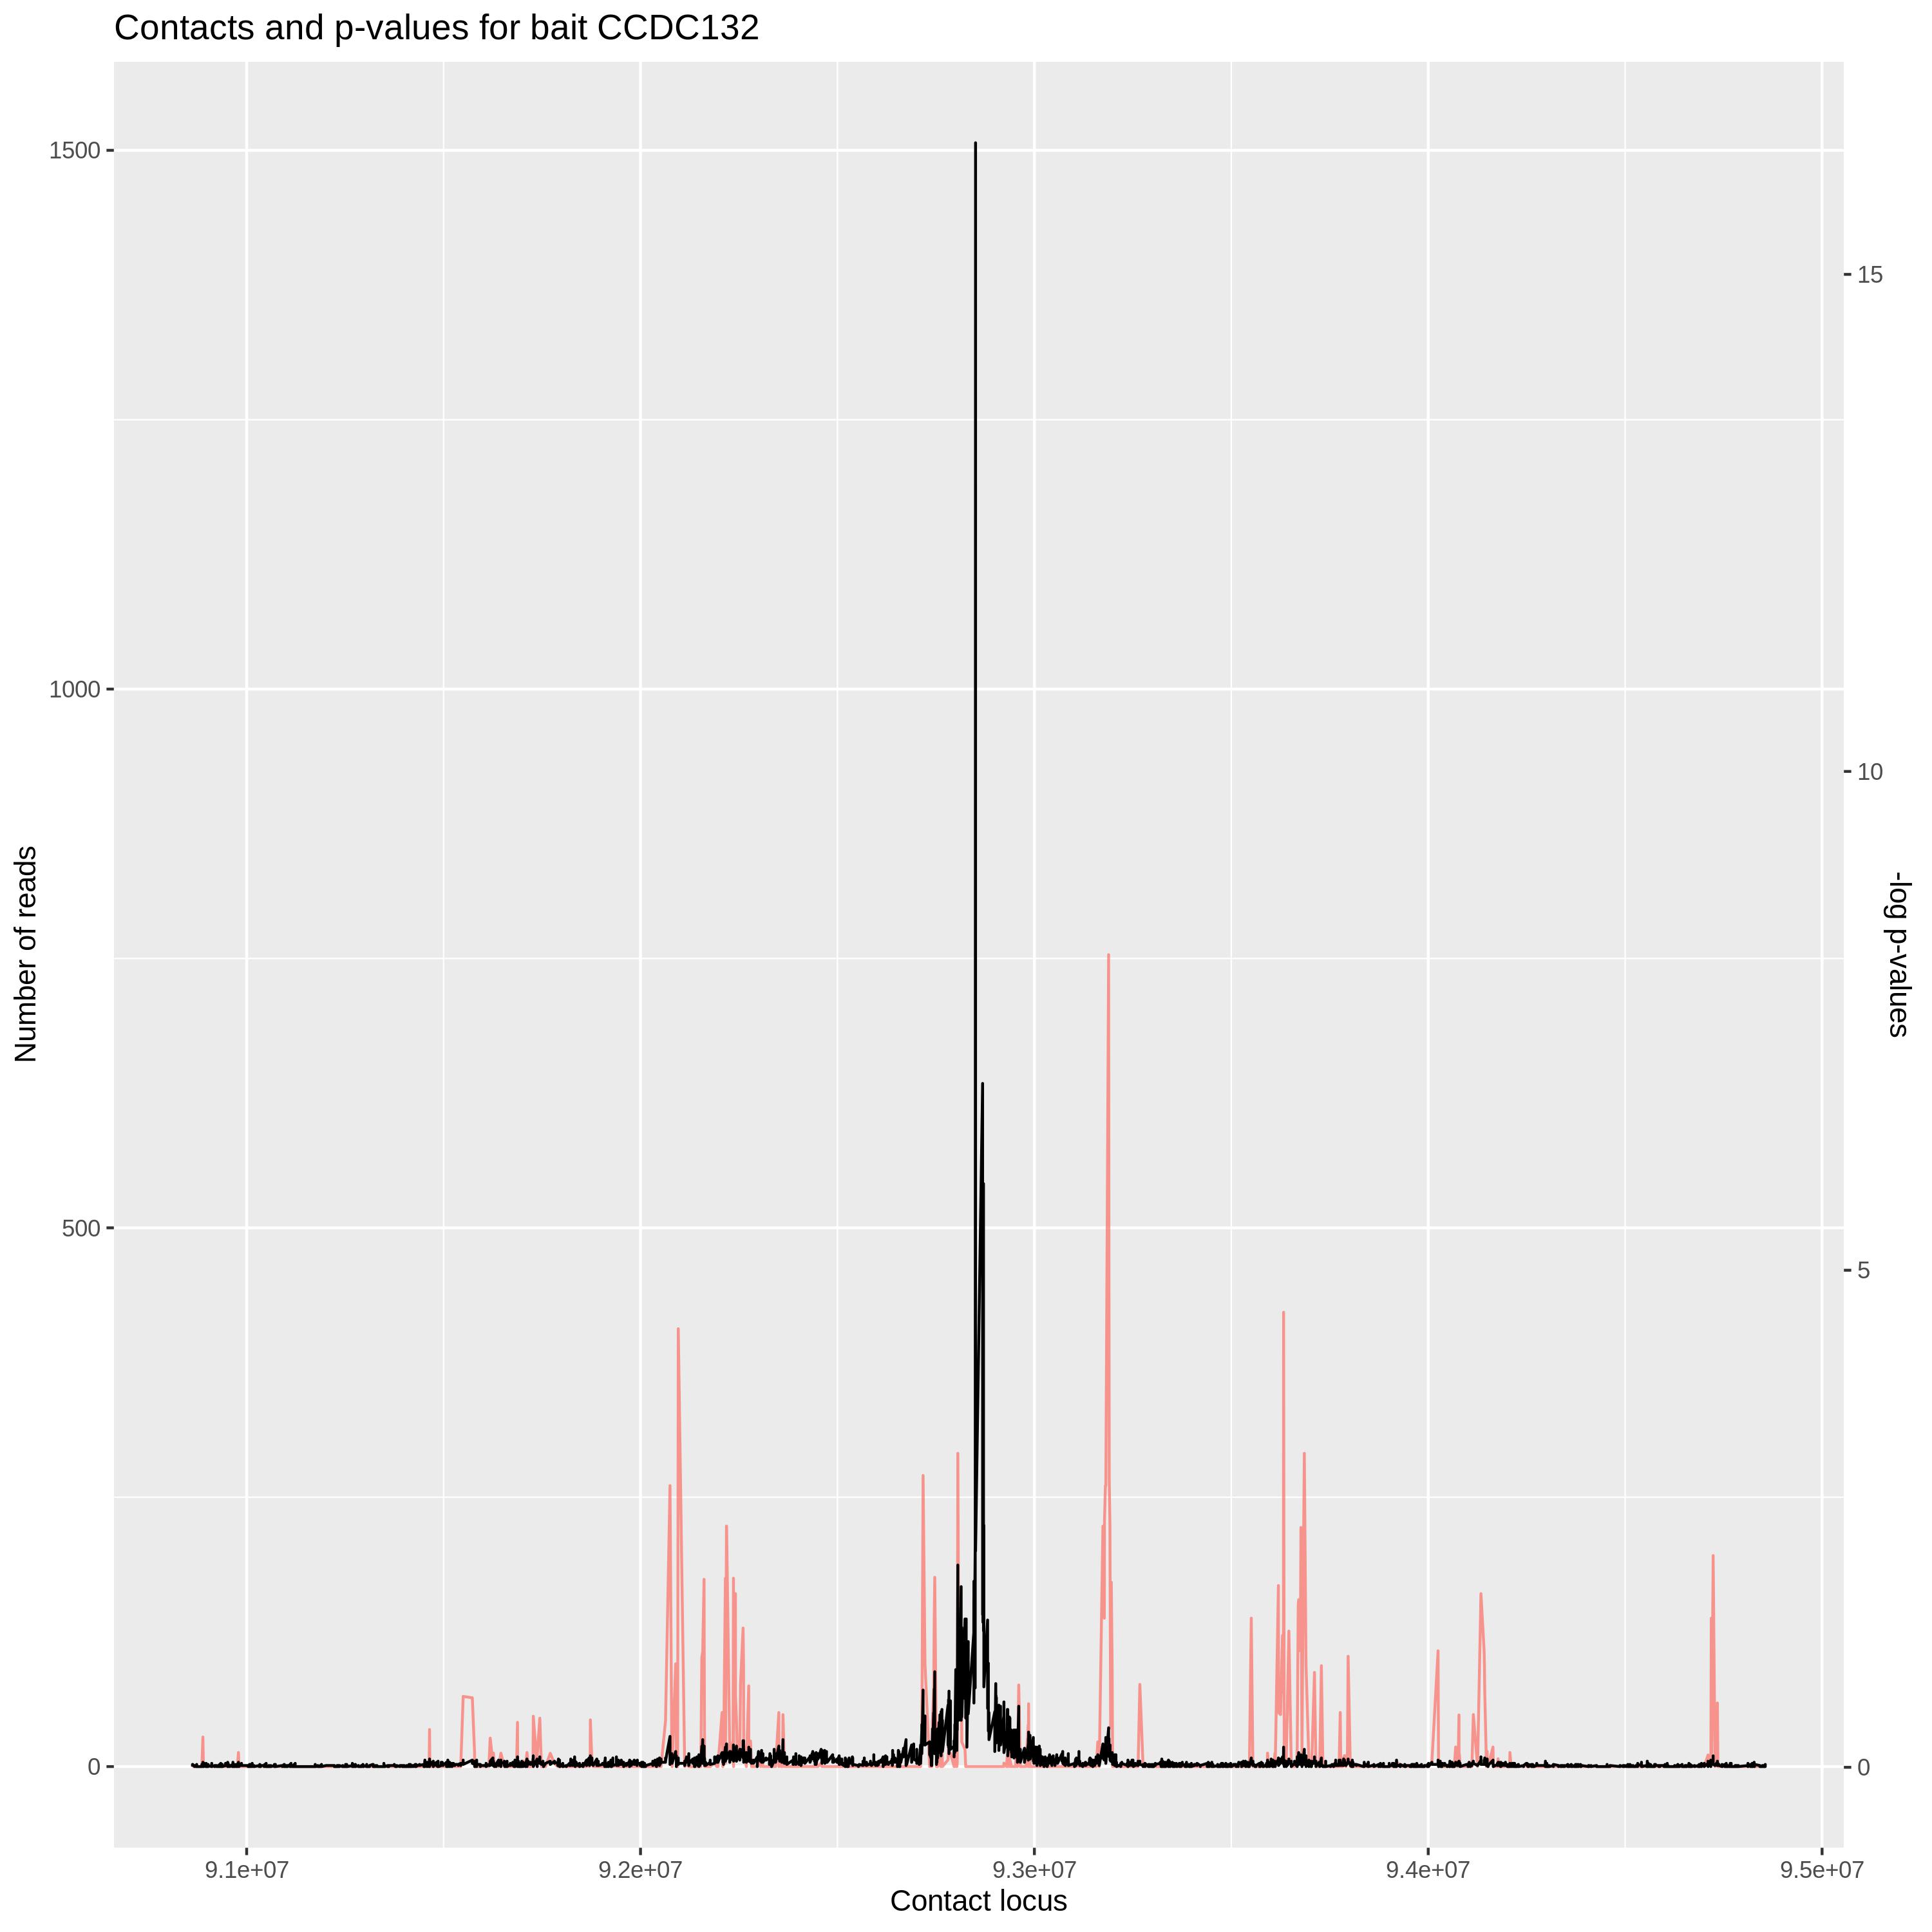 Contacts and p-values for bait CCDC132
1500
1000
500
0
Number of reads
15
10
5
0
-log p-values
9.1e+07
9.2e+07
9.3e+07
9.4e+07
9.5e+07
Contact locus